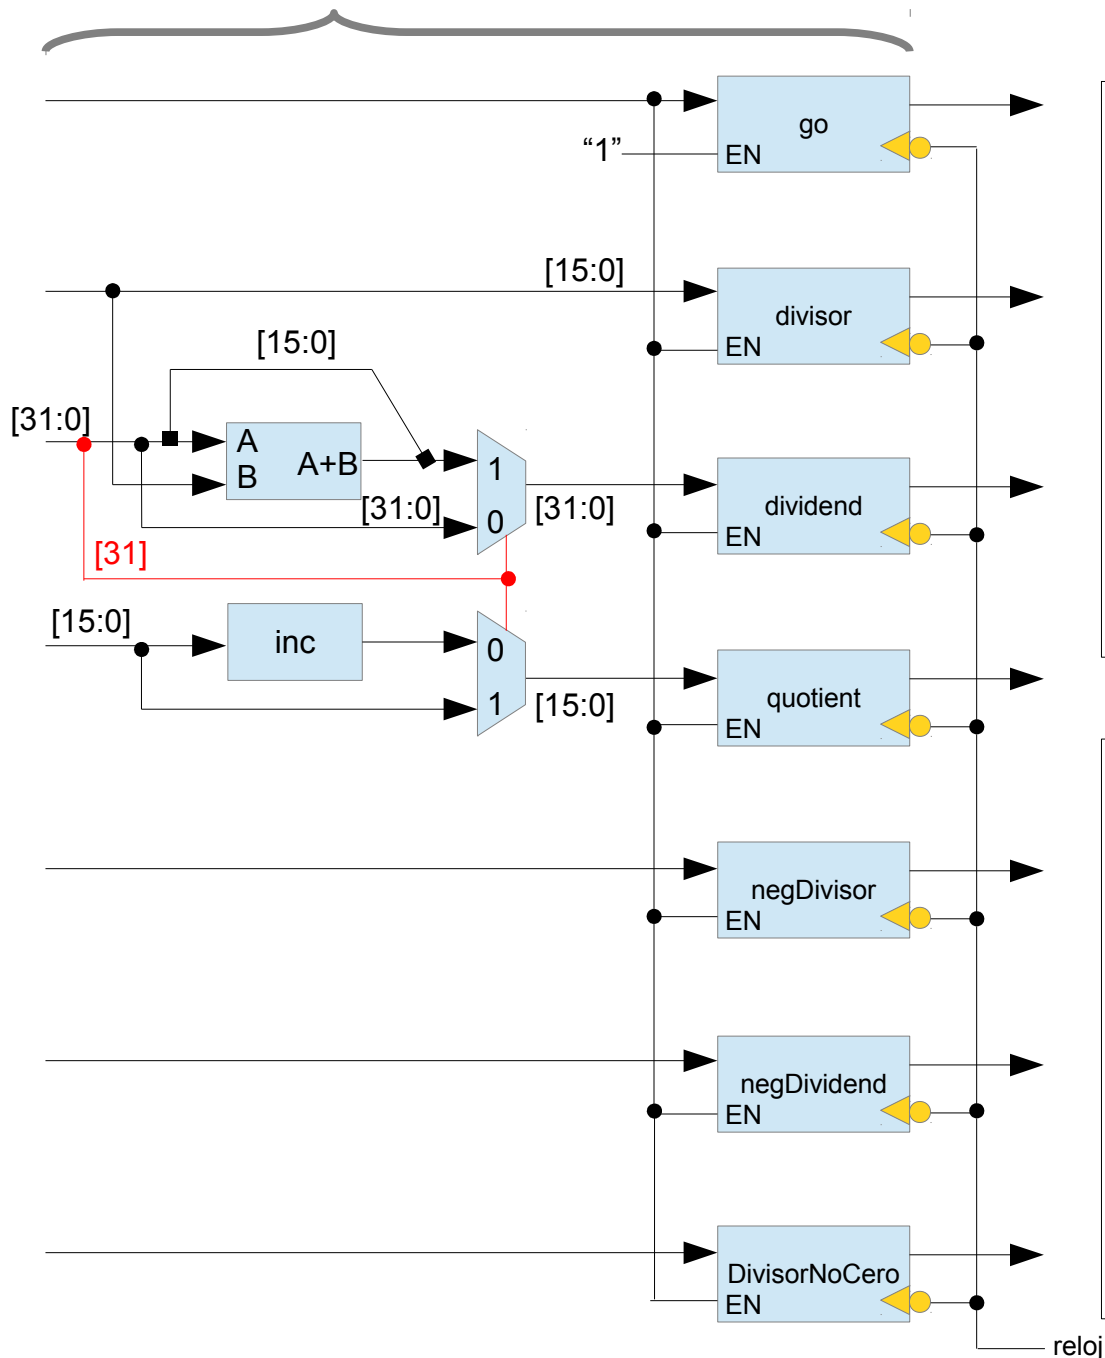 go
“1”
EN
[15:0]
divisor
EN
[15:0]
[31:0]
A
B
A+B
1
0
[31:0]
[31:0]
dividend
EN
[31]
[15:0]
inc
0
1
[15:0]
quotient
EN
negDivisor
EN
negDividend
EN
DivisorNoCero
EN
reloj